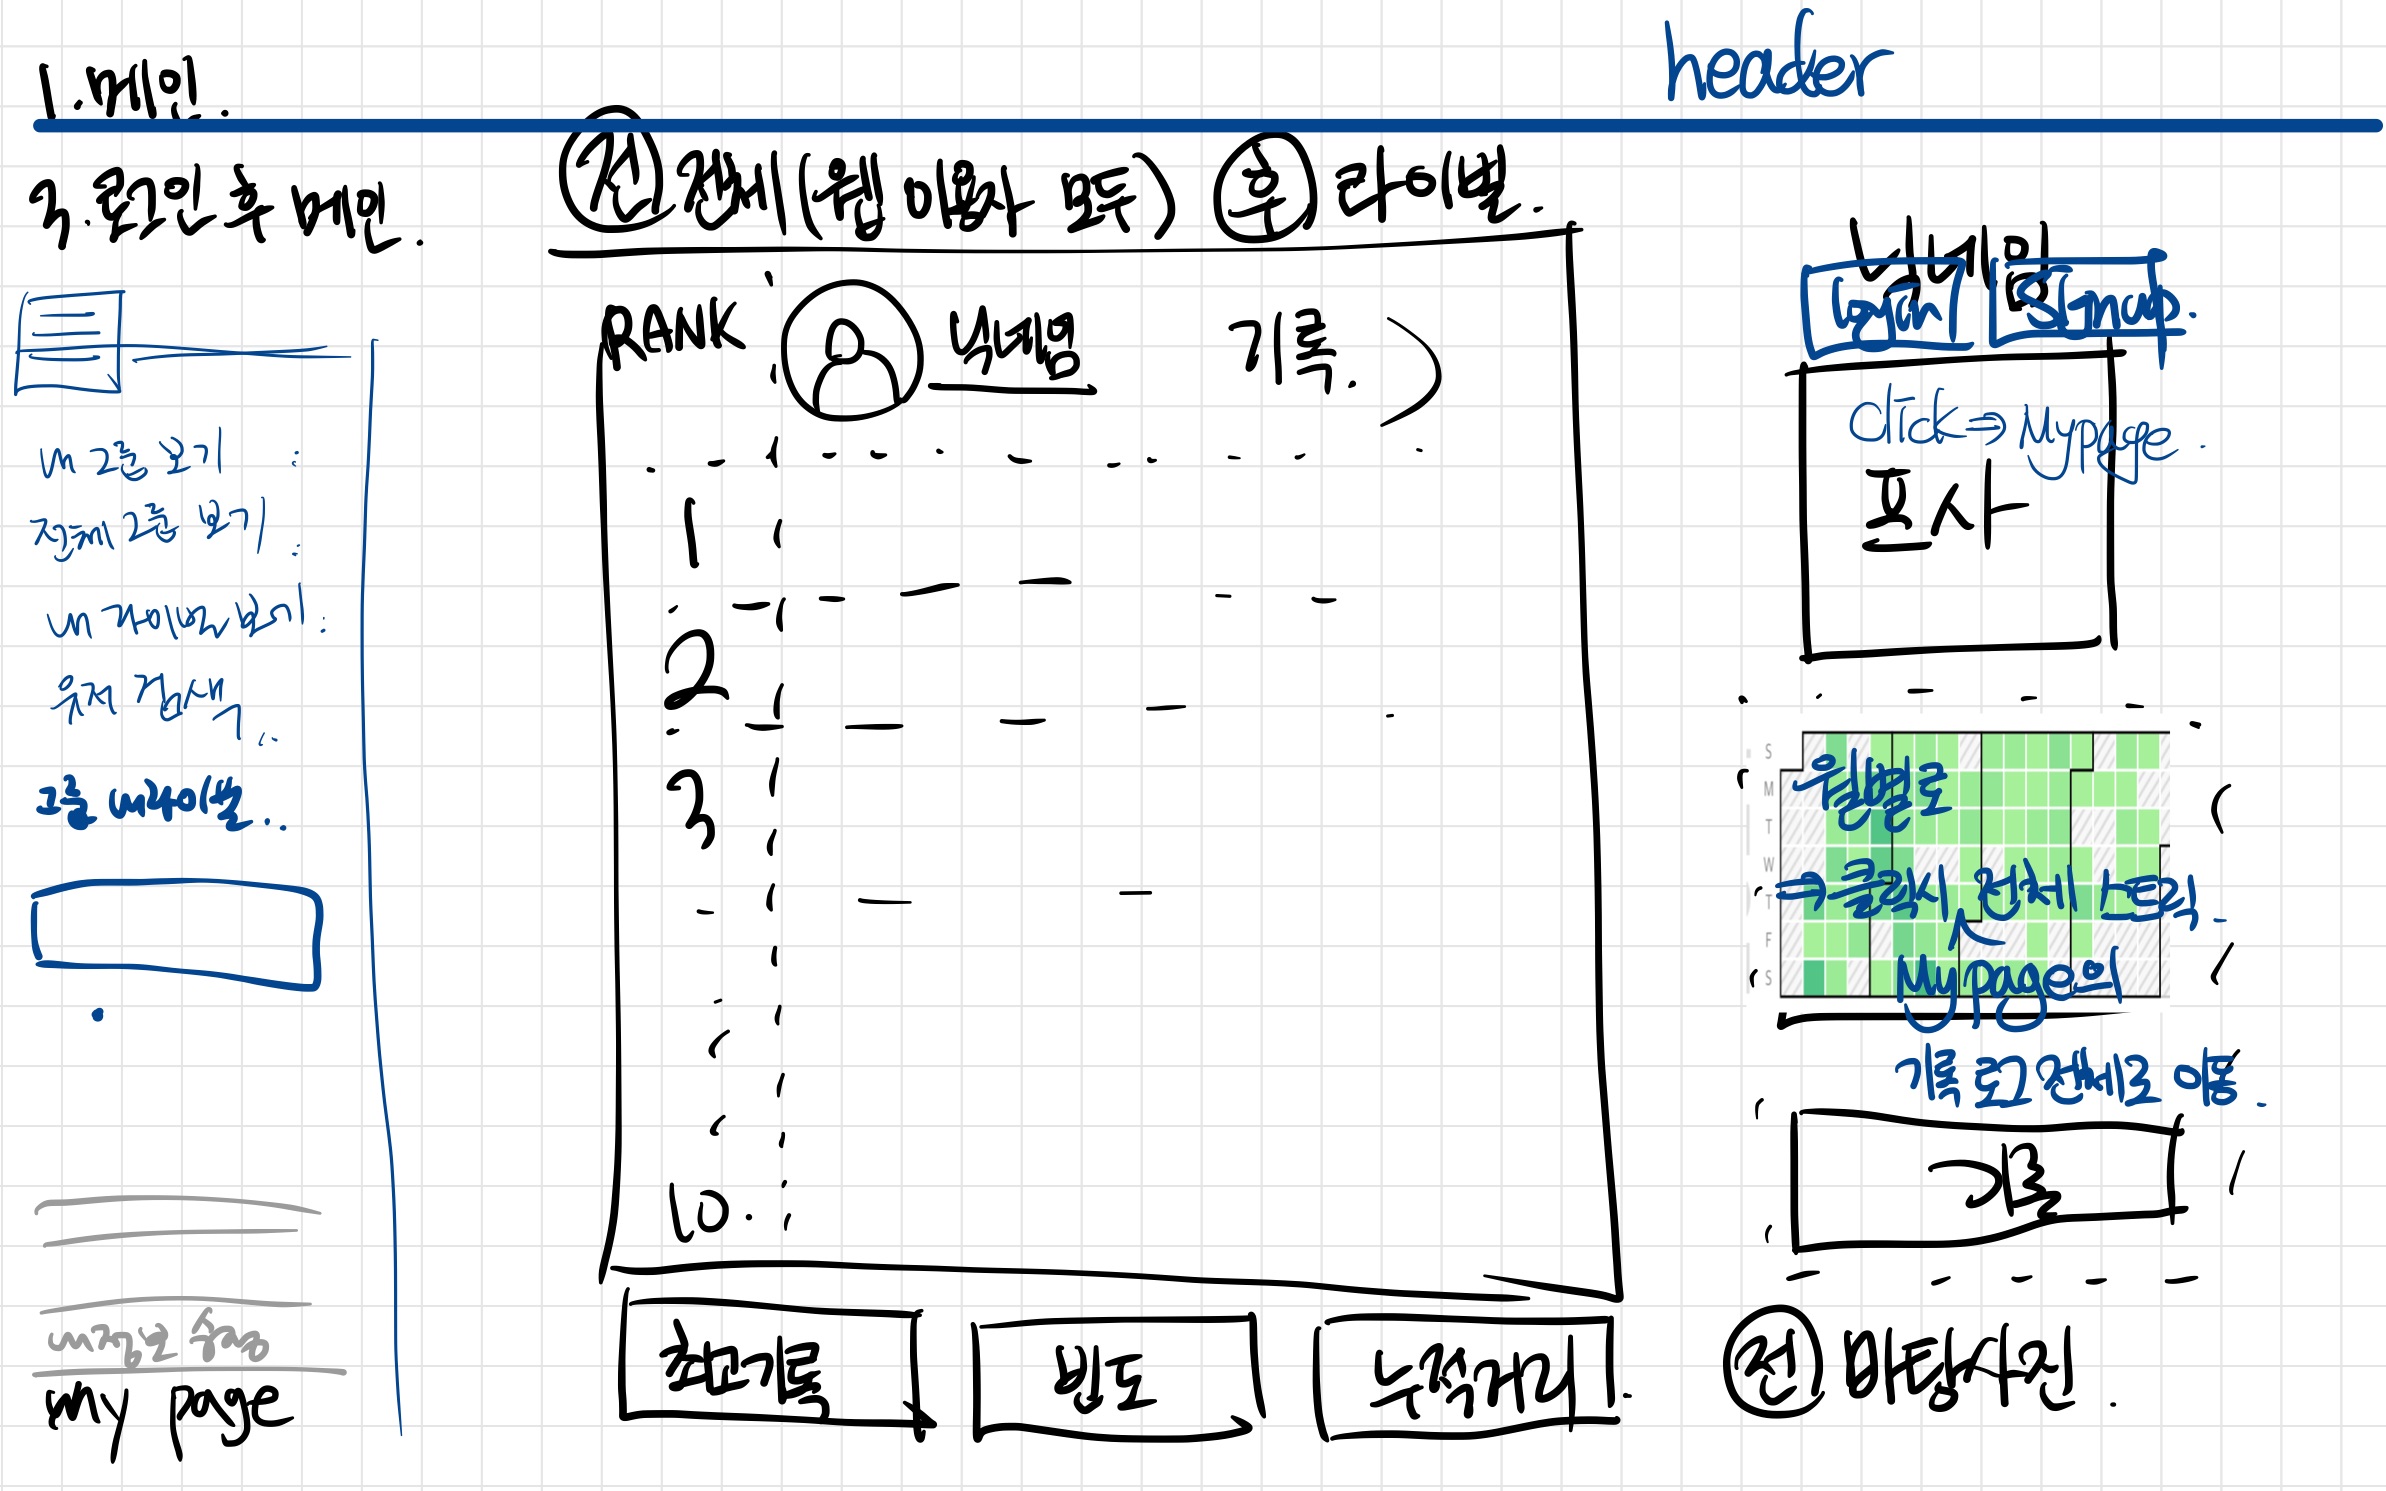 header
1. 메인.
3. 로그인 후 메인.
전 전체(웹 이용자 모두) 후 라이벌.
닉네임
Login
Signup.
RANK
닉네임
기록.
click ⇒ Mypage.
프사
내 그룹 보기
전체 그룹 보기
내 라이벌 보기
유저 검색
그룹 내 라이벌..
1
2
3
10.
S
M
T
W
T
F
S
월별로
⇒ 클릭시 전체 스트릭.
Mypage의
기록 로그 전체로 이동.
기록
최고기록
빈도
누적거리.
전 바탕사진.
my page